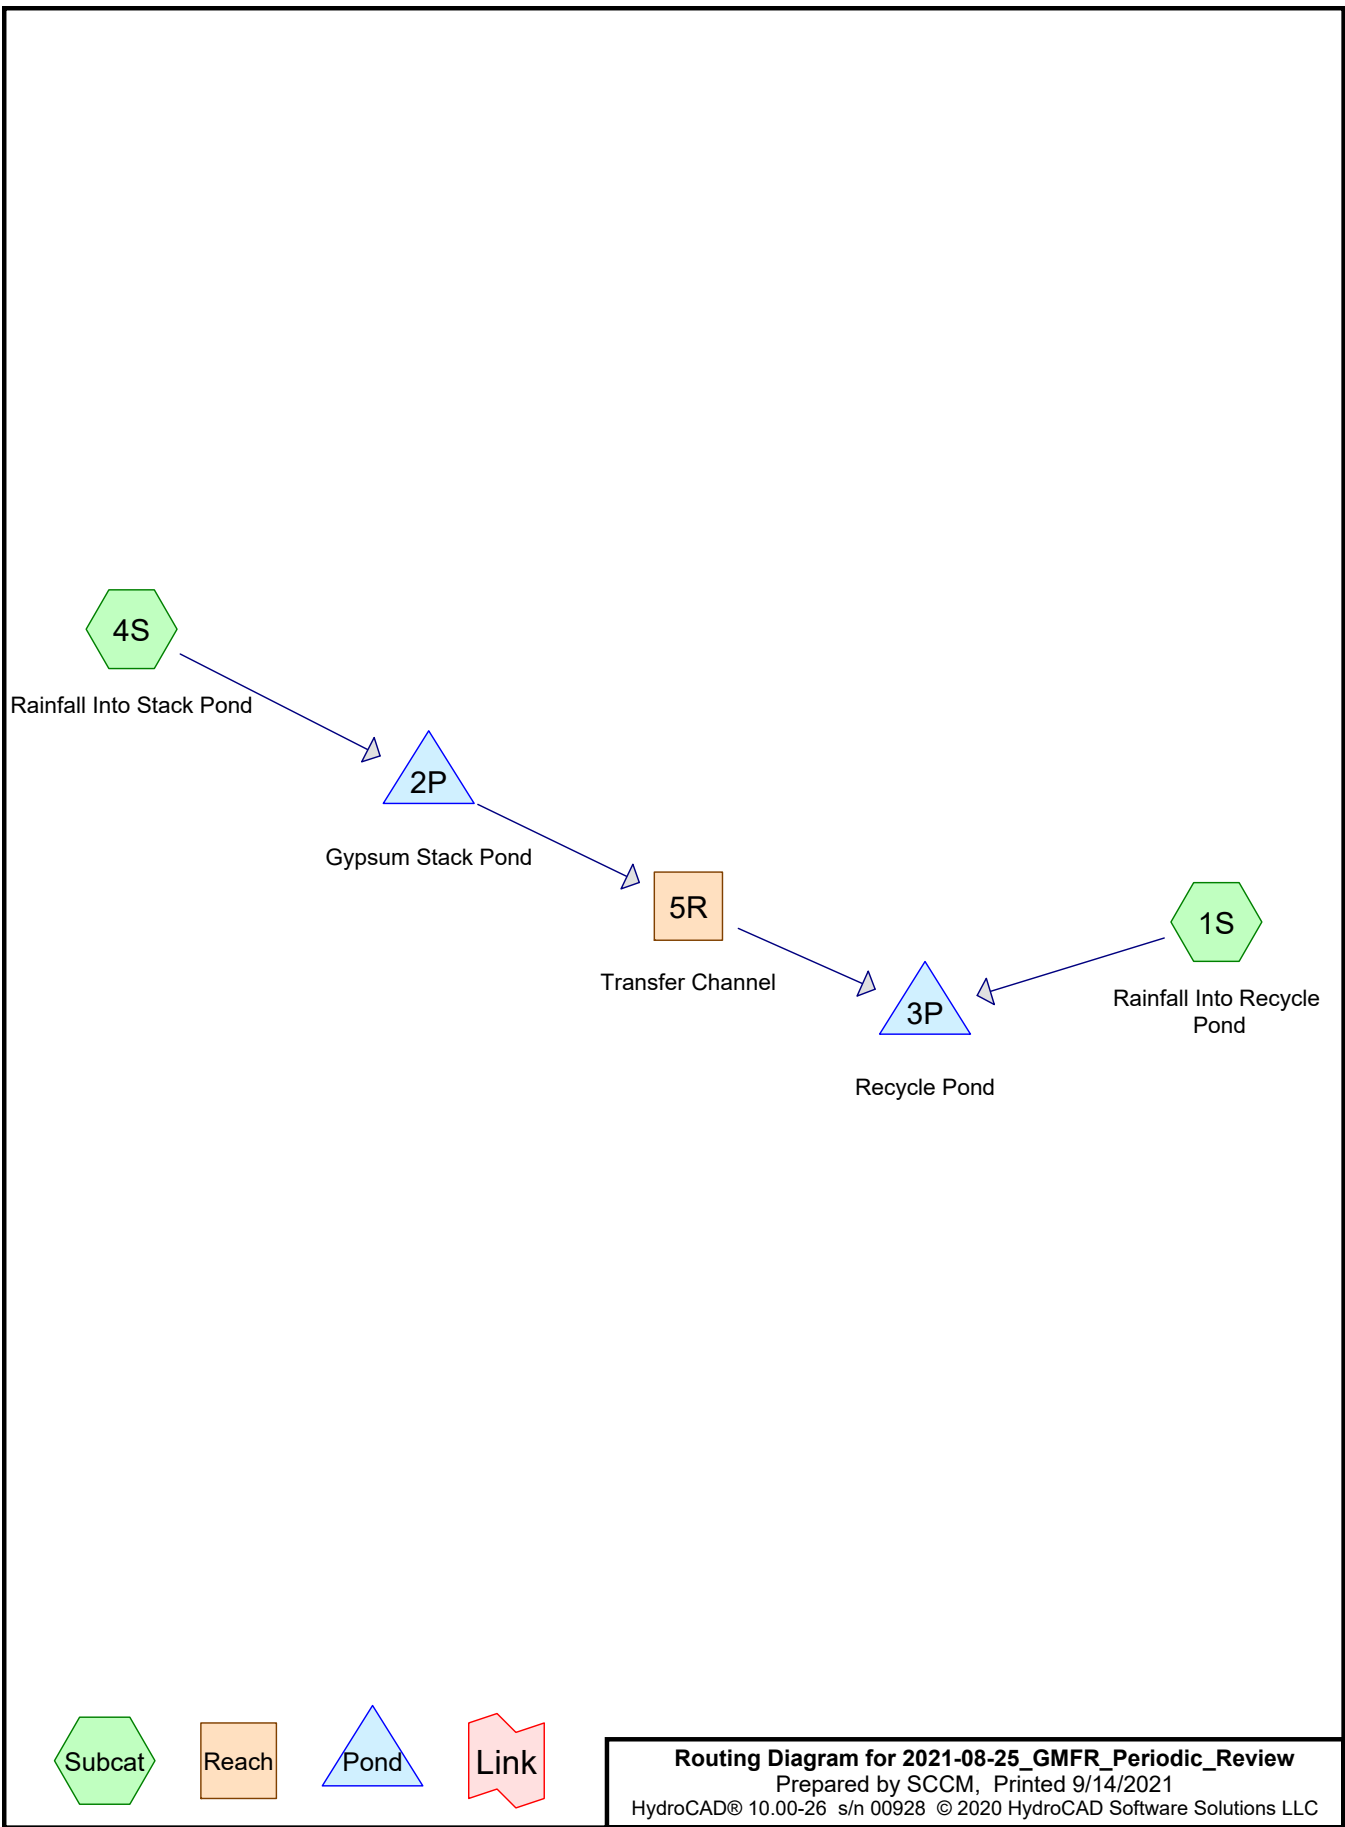 4S
Rainfall Into Stack Pond
2P
Gypsum Stack Pond
5R
Transfer Channel
1S
Rainfall Into Recycle
Pond
3P
Recycle Pond
Subcat
Reach
Pond
Link
Routing Diagram for 2021-08-25_GMFR_Periodic_Review
Prepared by SCCM, Printed 9/14/2021
HydroCAD® 10.00-26 s/n 00928 © 2020 HydroCAD Software Solutions LLC